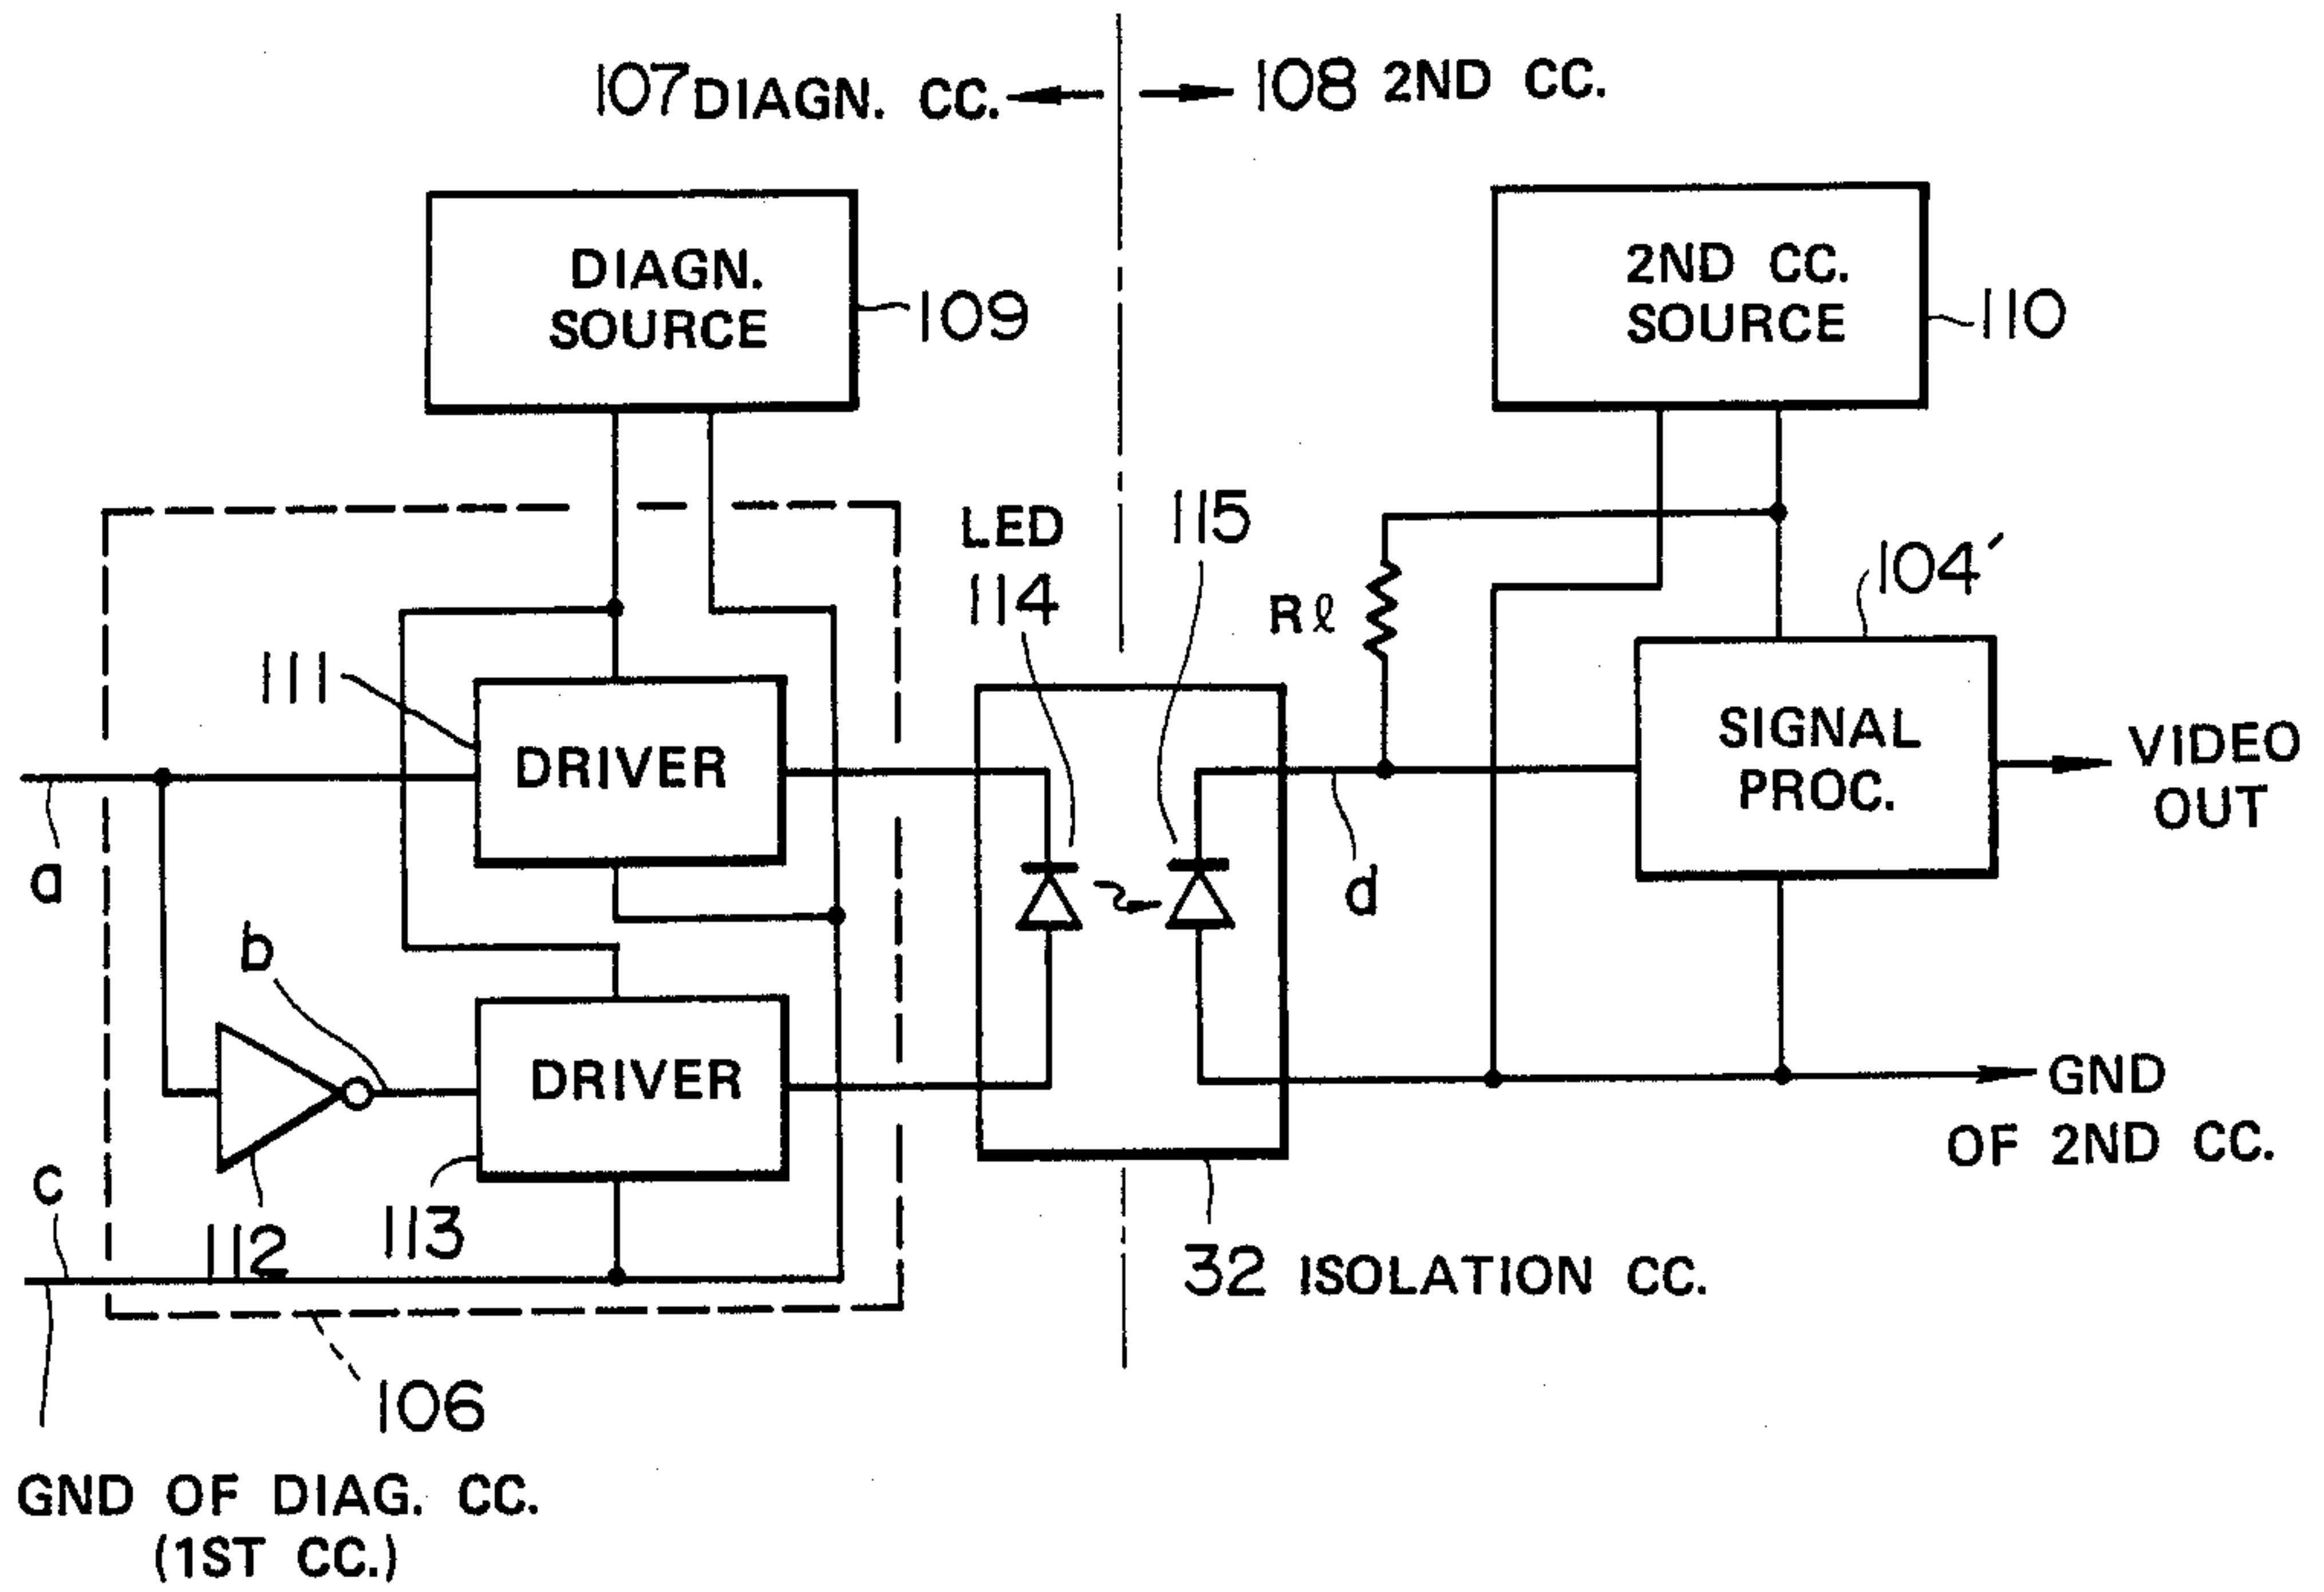 107 DIAGN. CC.
108 2ND CC.
DIAGN.
SOURCE
109
2ND CC.
SOURCE
110
LED
114
115
Rℓ
104′
111
DRIVER
SIGNAL
PROC.
VIDEO
OUT
a
d
b
DRIVER
GND
OF 2ND CC.
c
112
113
32 ISOLATION CC.
106
GND OF DIAG. CC.
(1ST CC.)